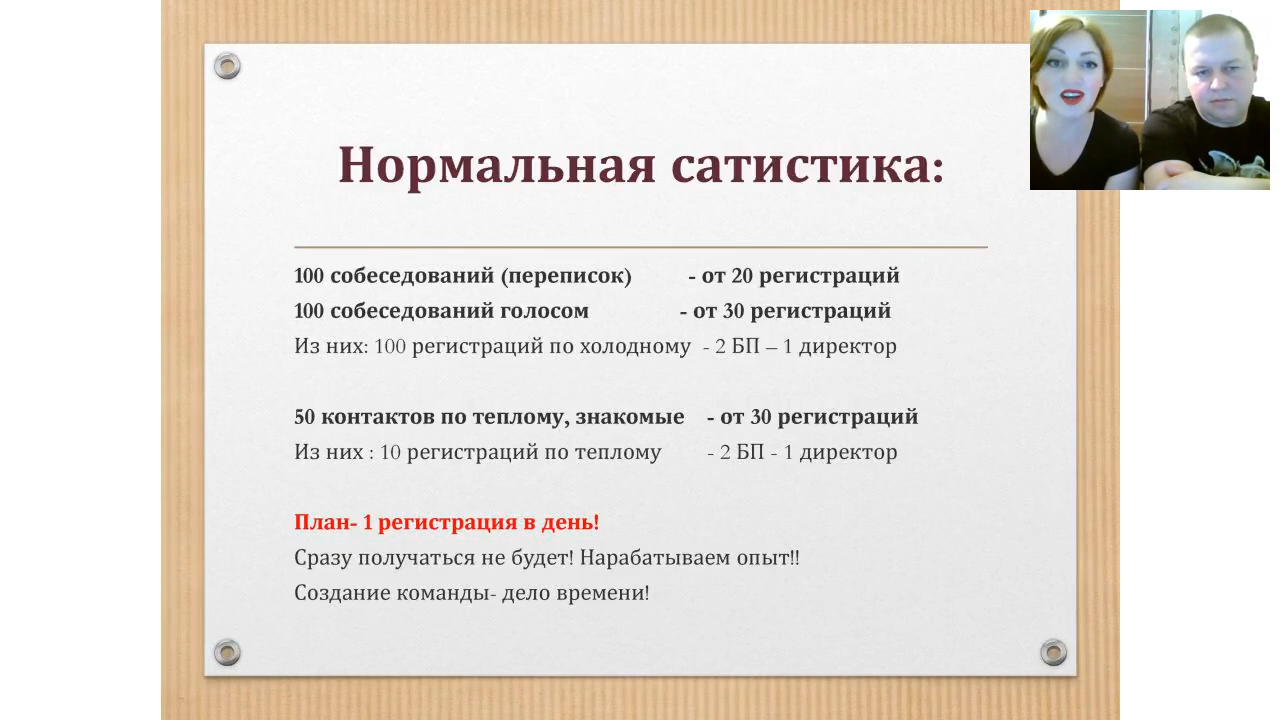 Нормальная сатистика:
100 собеседований (переписок) - от 20 регистраций
100 собеседований голосом - от 30 регистраций
Из них: 100 регистраций по холодному - 2 БП – 1 директор
50 контактов по теплому, знакомые - от 30 регистраций
Из них : 10 регистраций по теплому - 2 БП - 1 директор
План- 1 регистрация в день!
Сразу получаться не будет! Нарабатываем опыт!!
Создание команды- дело времени!